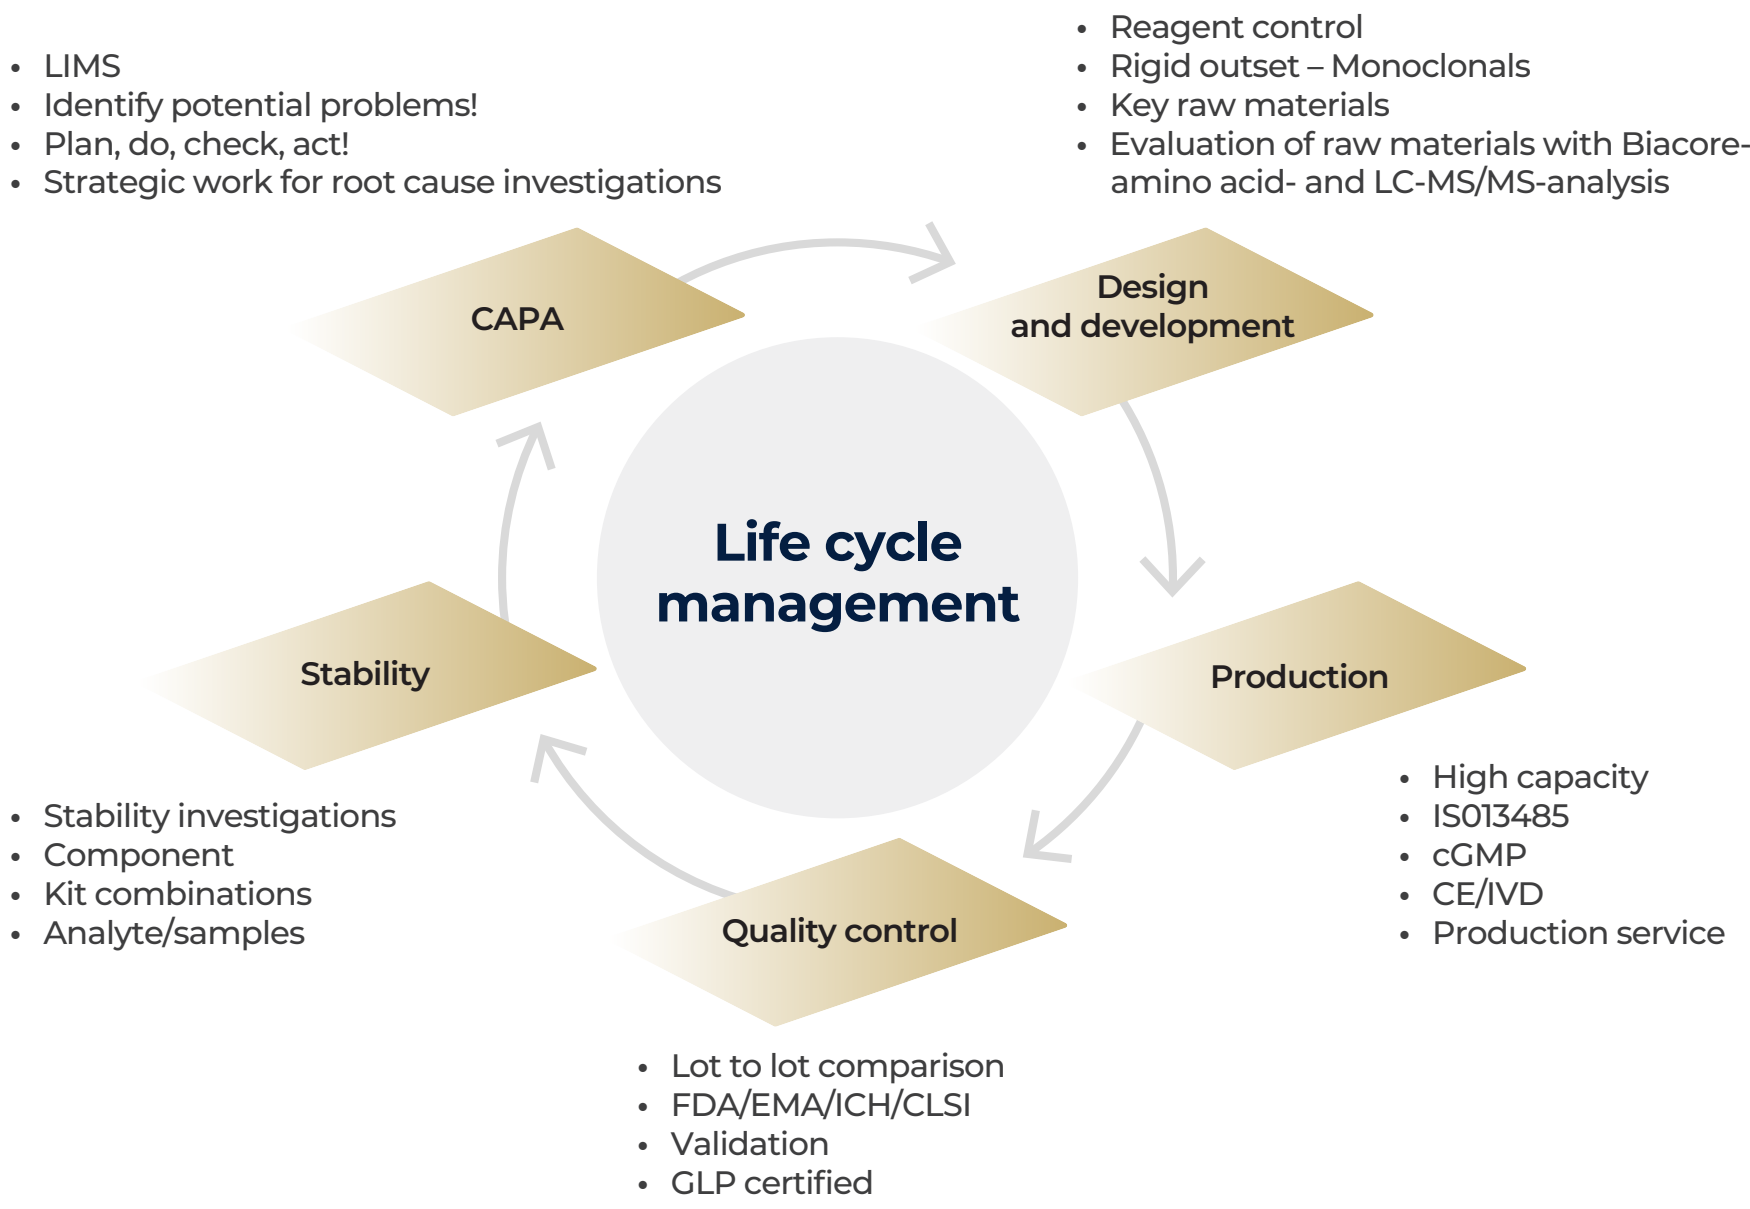 • LIMS
• Identify potential problems!
• Plan, do, check, act!
• Strategic work for root cause investigations
• Reagent control
• Rigid outset – Monoclonals
• Key raw materials
• Evaluation of raw materials with Biacore-
amino acid- and LC-MS/MS-analysis
CAPA
Design
and development
Life cycle
management
Stability
Production
• Stability investigations
• Component
• Kit combinations
• Analyte/samples
• High capacity
• IS013485
• cGMP
• CE/IVD
• Production service
Quality control
• Lot to lot comparison
• FDA/EMA/ICH/CLSI
• Validation
• GLP certified